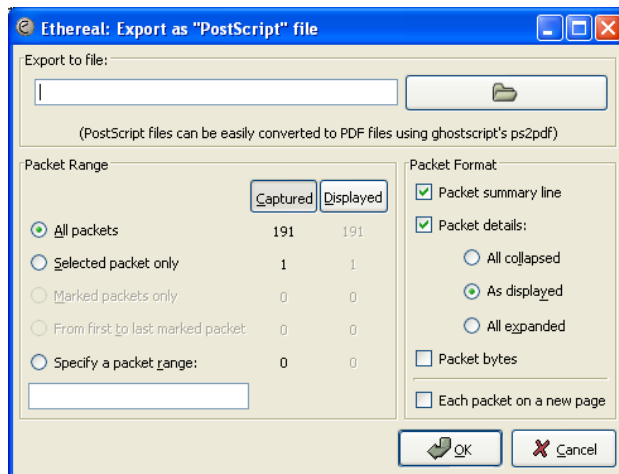 Ethereal: Export as "PostScript" file
Export to file:
(PostScript files can be easily converted to PDF files using ghostscript's ps2pdf)
Packet Range
Captured Displayed
All packets 191 191
Selected packet only 1 1
Marked packets only 0 0
From first to last marked packet 0 0
Specify a packet range: 0 0
Packet Format
Packet summary line
Packet details:
All collapsed
As displayed
All expanded
Packet bytes
Each packet on a new page
OK Cancel